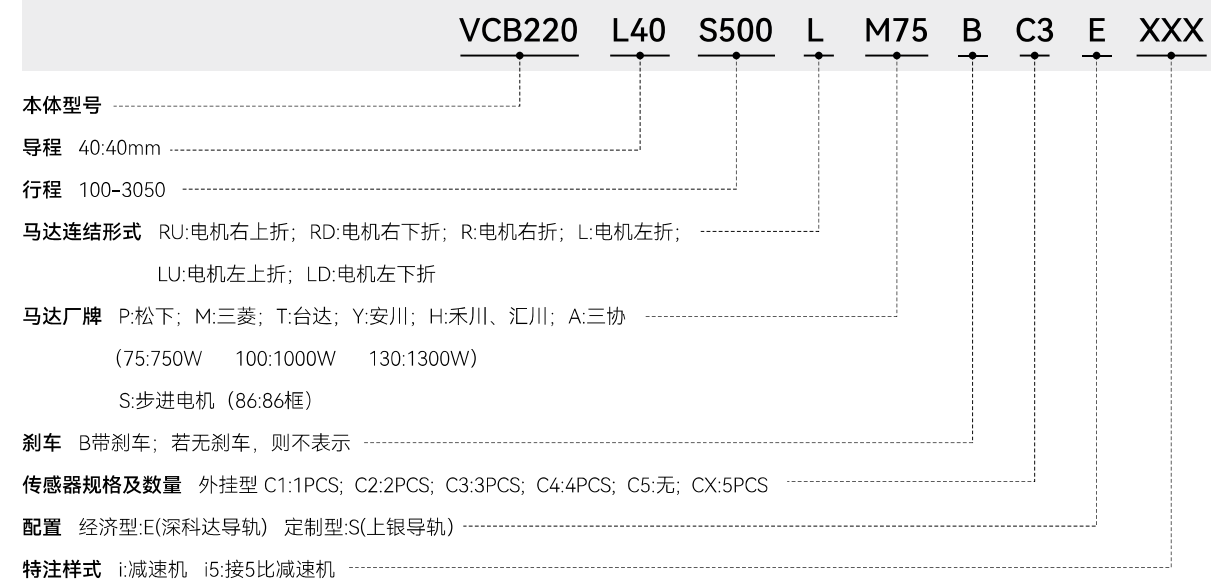 VCB220 L40 S500 L M75 B C3 E XXX
本体型号
导程 40:40mm
行程 100-3050
马达连结形式 RU:电机右上折；RD:电机右下折；R:电机右折；L:电机左折；
LU:电机左上折；LD:电机左下折
马达厂牌 P:松下；M:三菱；T:台达；Y:安川；H:禾川、汇川；A:三协
（75:750W 100:1000W 130:1300W）
S:步进电机（86:86框）
刹车 B带刹车；若无刹车，则不表示
传感器规格及数量 外挂型 C1:1PCS; C2:2PCS; C3:3PCS; C4:4PCS; C5:无; CX:5PCS
配置 经济型:E(深科达导轨) 定制型:S(上银导轨)
特注样式 i:减速机 i5:接5比减速机